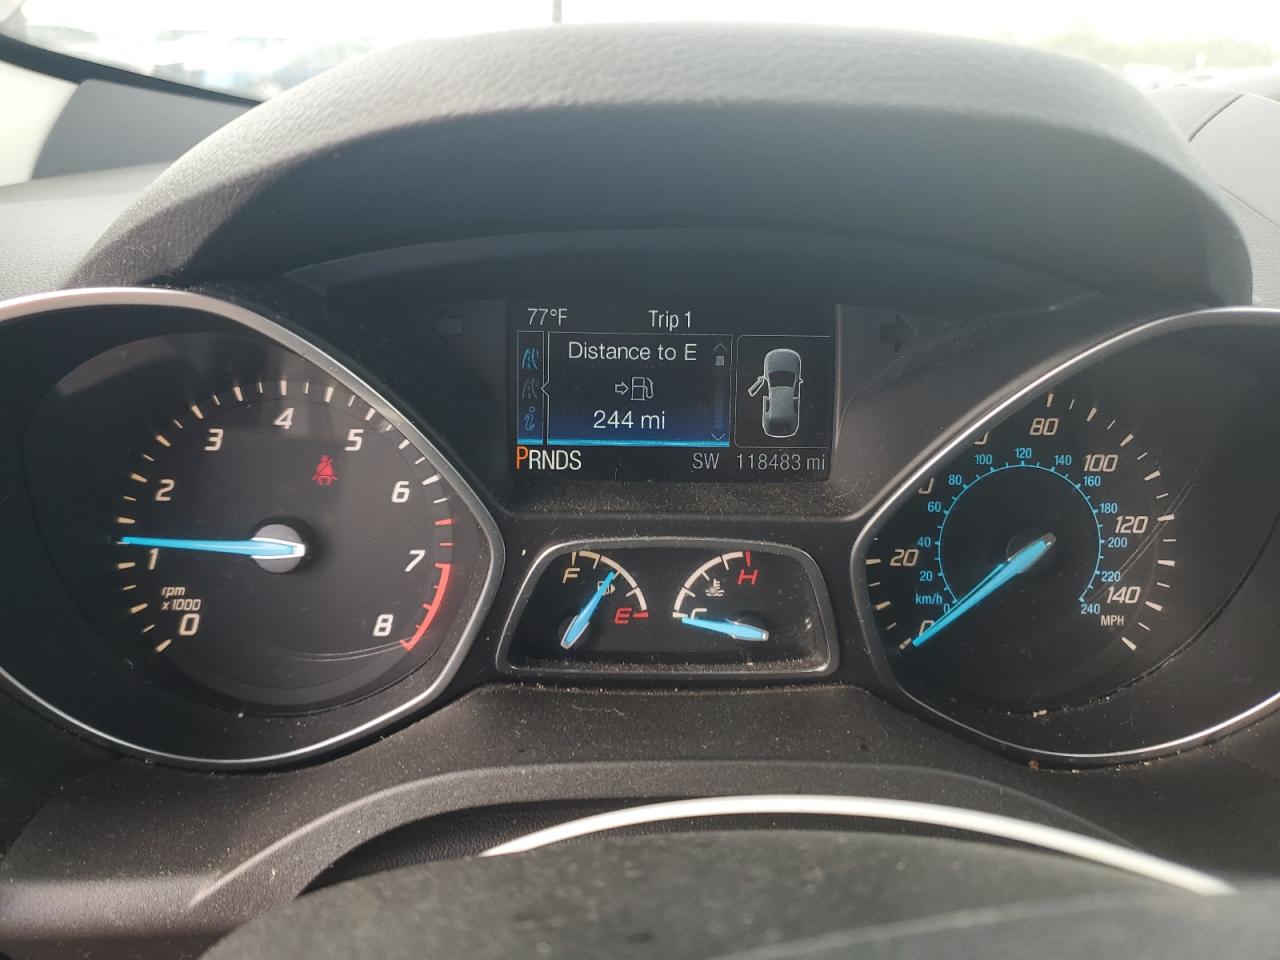 77°F Trip 1
Distance to E
244 mi
PRNDS SW 118483 mi
0 1 2 3 4 5 6 7 8
rpm
x1000
F E
C H
0 20 80 100 120 140
MPH
0 20 40 60 80 100 120 140 160 180 200 220 240
km/h